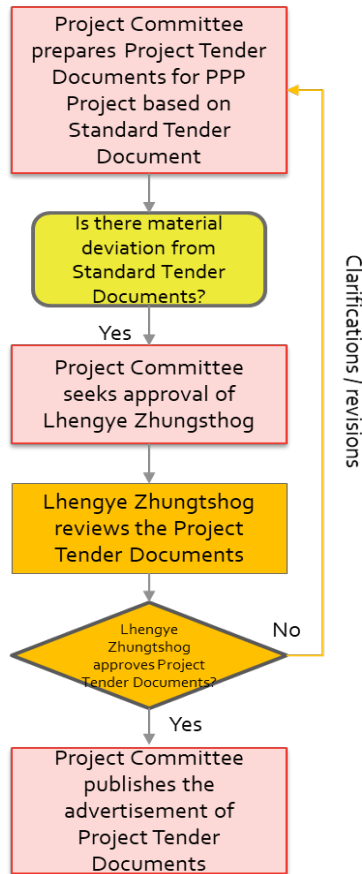 Project Committee
prepares Project Tender
Documents for PPP
Project based on
Standard Tender
Document
Is there material
deviation from
Standard Tender
Documents?
Yes
Project Committee
seeks approval of
Lhengye Zhungsthog
Lhengye Zhungtshog
reviews the Project
Tender Documents
Lhengye
Zhungtshog
approves Project
Tender Documents?
No
Clarifications / revisions
Yes
Project Committee
publishes the
advertisement of
Project Tender
Documents